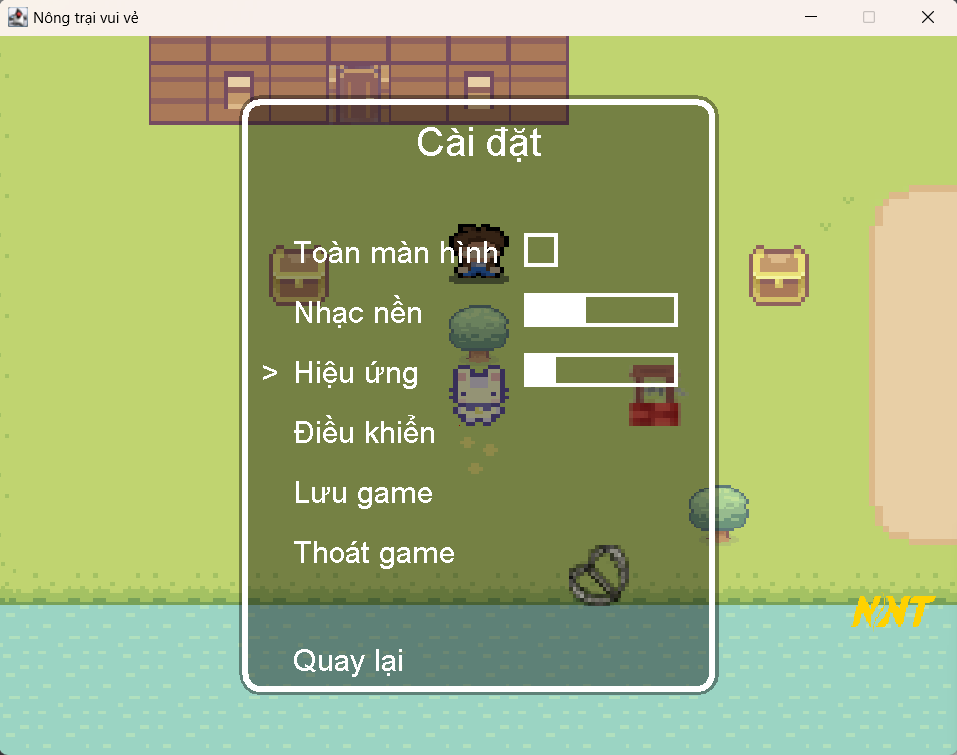 Nông trại vui vẻ
Cài đặt
Toàn màn hình
Nhạc nền
> Hiệu ứng
Điều khiển
Lưu game
Thoát game
NNT
Quay lại